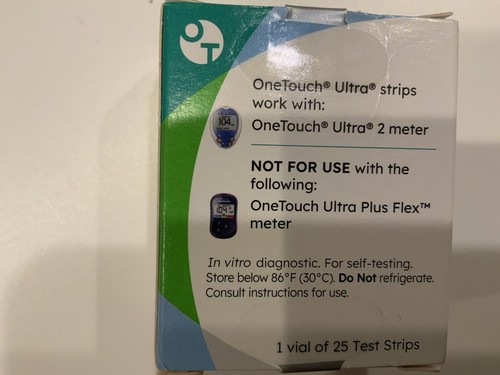 OneTouch® Ultra® strips
work with:
OneTouch® Ultra® 2 meter
NOT FOR USE with the
following:
OneTouch Ultra Plus Flex™
meter
In vitro diagnostic. For self-testing.
Store below 86°F (30°C). Do Not refrigerate.
Consult instructions for use.
1 vial of 25 Test Strips